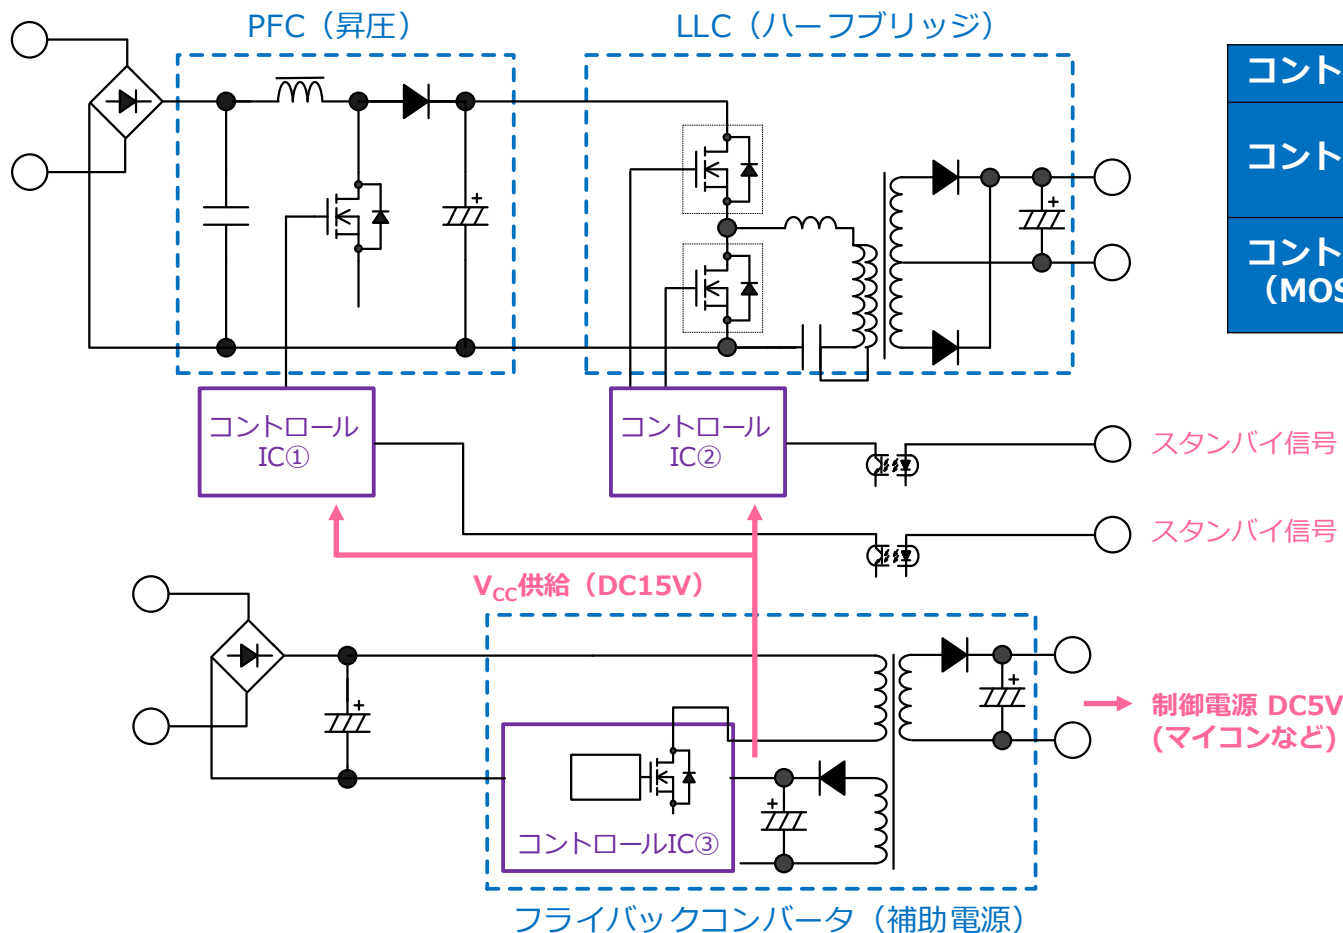 PFC（昇圧）
LLC（ハーフブリッジ）
コント
コント
コント
（MOS
コントロール
IC①
コントロール
IC②
スタンバイ信号
スタンバイ信号
VCC供給（DC15V）
制御電源 DC5V
(マイコンなど)
コントロールIC③
フライバックコンバータ（補助電源）